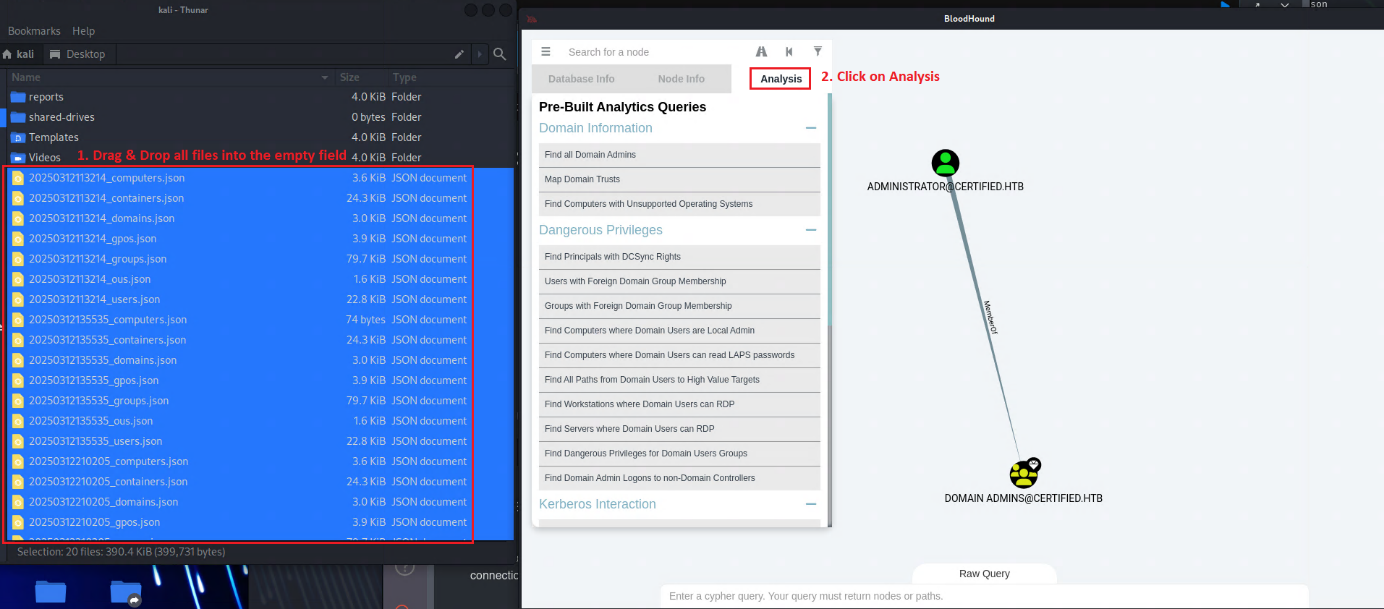 kali - Thunar
Bookmarks Help
kali Desktop
Name Size Type
reports 4.0 KiB Folder
shared-drives 0 bytes Folder
Templates 4.0 KiB Folder
Videos 4.0 KiB Folder
1. Drag & Drop all files into the empty field
20250312113214_computers.json 3.6 KiB JSON document
20250312113214_containers.json 24.3 KiB JSON document
20250312113214_domains.json 3.0 KiB JSON document
20250312113214_gpos.json 3.9 KiB JSON document
20250312113214_groups.json 79.7 KiB JSON document
20250312113214_ous.json 1.6 KiB JSON document
20250312113214_users.json 22.8 KiB JSON document
20250312135535_computers.json 74 bytes JSON document
20250312135535_containers.json 24.3 KiB JSON document
20250312135535_domains.json 3.0 KiB JSON document
20250312135535_gpos.json 3.9 KiB JSON document
20250312135535_groups.json 79.7 KiB JSON document
20250312135535_ous.json 1.6 KiB JSON document
20250312135535_users.json 22.8 KiB JSON document
20250312210205_computers.json 3.6 KiB JSON document
20250312210205_containers.json 24.3 KiB JSON document
20250312210205_domains.json 3.0 KiB JSON document
20250312210205_gpos.json 3.9 KiB JSON document
Selection: 20 files: 390.4 KiB (399,731 bytes)
connectio
son
BloodHound
Search for a node
Database Info Node Info Analysis
2. Click on Analysis
Pre-Built Analytics Queries
Domain Information
Find all Domain Admins
Map Domain Trusts
Find Computers with Unsupported Operating Systems
Dangerous Privileges
Find Principals with DCSync Rights
Users with Foreign Domain Group Membership
Groups with Foreign Domain Group Membership
Find Computers where Domain Users are Local Admin
Find Computers where Domain Users can read LAPS passwords
Find All Paths from Domain Users to High Value Targets
Find Workstations where Domain Users can RDP
Find Servers where Domain Users can RDP
Find Dangerous Privileges for Domain Users Groups
Find Domain Admin Logons to non-Domain Controllers
Kerberos Interaction
ADMINISTRATOR@CERTIFIED.HTB
MemberOf
DOMAIN ADMINS@CERTIFIED.HTB
Raw Query
Enter a cypher query. Your query must return nodes or paths.